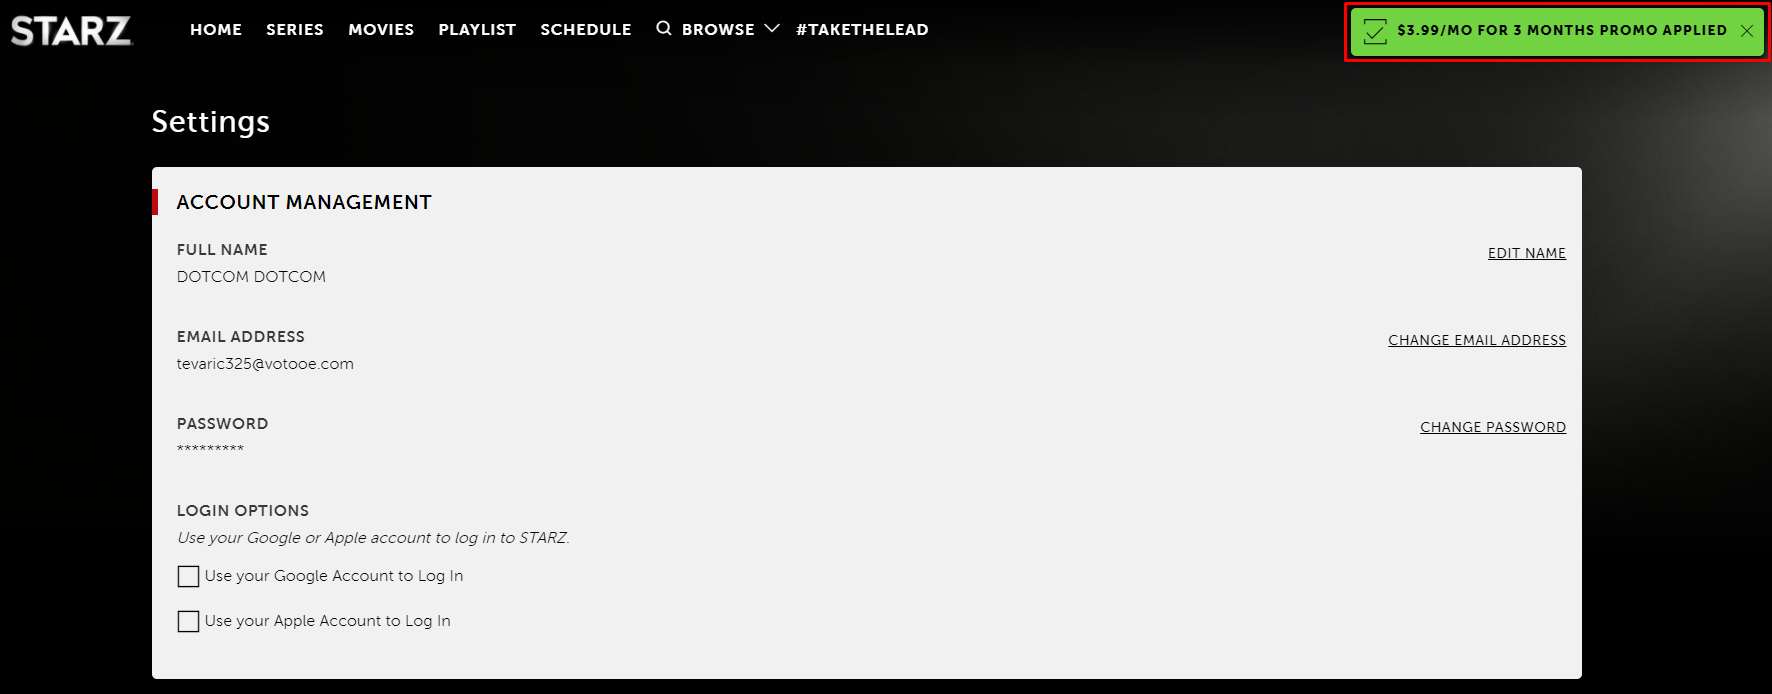 STARZ
HOME SERIES MOVIES PLAYLIST SCHEDULE BROWSE #TAKETHELEAD
$3.99/MO FOR 3 MONTHS PROMO APPLIED
Settings
ACCOUNT MANAGEMENT
FULL NAME
EDIT NAME
DOTCOM DOTCOM
EMAIL ADDRESS
CHANGE EMAIL ADDRESS
tevaric325@votooe.com
PASSWORD
CHANGE PASSWORD
*********
LOGIN OPTIONS
Use your Google or Apple account to log in to STARZ.
Use your Google Account to Log In
Use your Apple Account to Log In